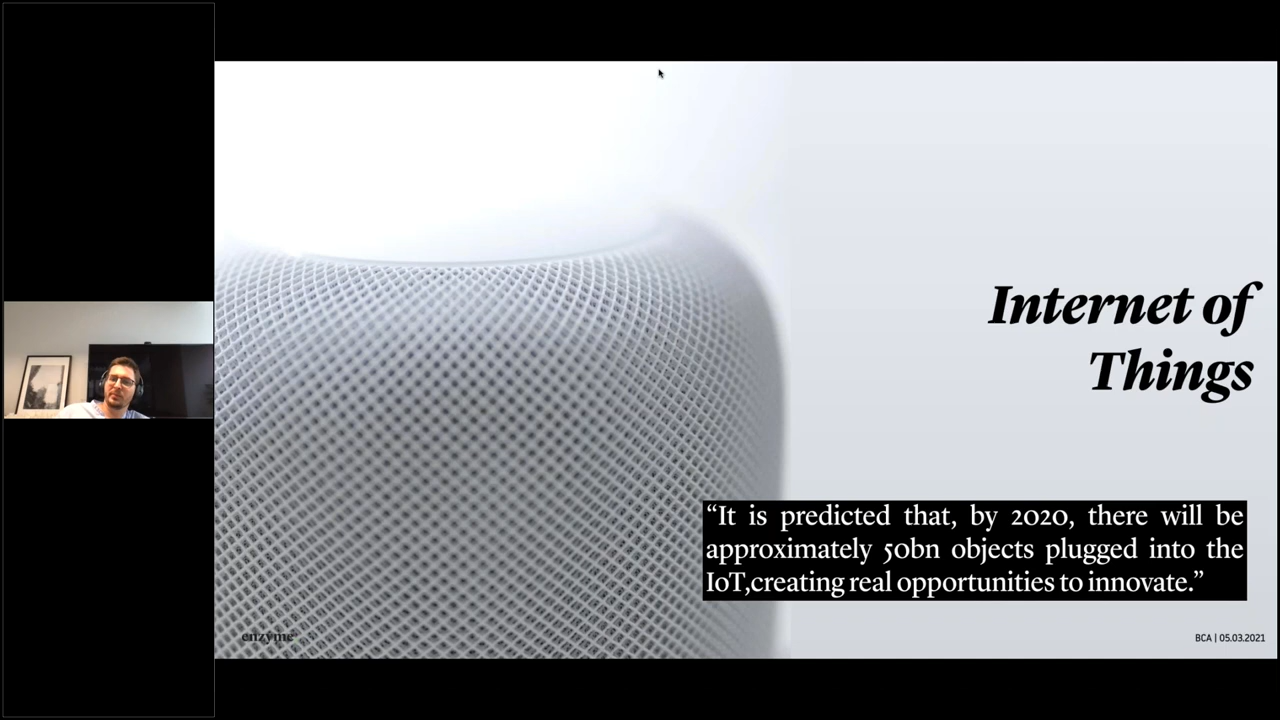 Internet of
Things
“It is predicted that, by 2020, there will be
approximately 50bn objects plugged into the
IoT,creating real opportunities to innovate.”
enzyme
BCA | 05.03.2021